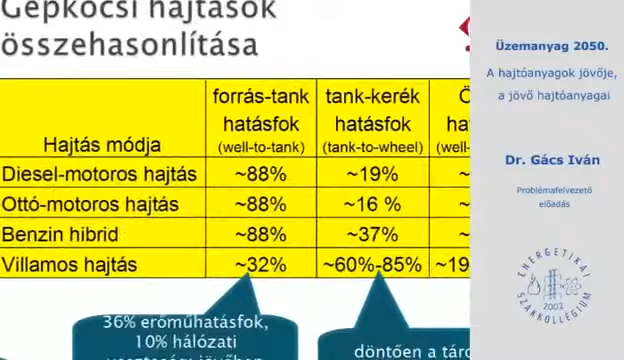 Gépkocsi hajtások
összehasonlítása
Hajtás módja
forrás-tank
hatásfok
(well-to-tank)
tank-kerék
hatásfok
(tank-to-wheel)
Diesel-motoros hajtás ~88% ~19%
Ottó-motoros hajtás ~88% ~16 %
Benzin hibrid ~88% ~37%
Villamos hajtás ~32% ~60%-85% ~19
36% erőműhatásfok,
10% hálózati
döntően a
Üzemanyag 2050.
A hajtóanyagok jövője,
a jövő hajtóanyagai
Dr. Gács Iván
Problémafelvezető
előadás
ENERGETIKAI
SZAKKOLLÉGIUM
2002